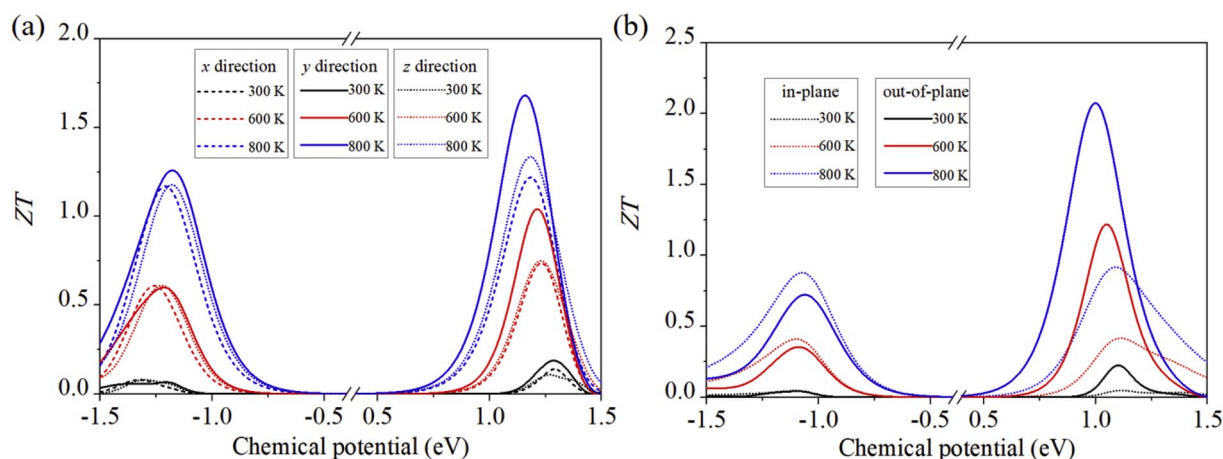 (a)
2.0
1.5
1.0
0.5
0.0
ZT
x direction
300 K
600 K
800 K
y direction
300 K
600 K
800 K
z direction
300 K
600 K
800 K
-1.5
-1.0
-0.5
0.5
1.0
1.5
Chemical potential (eV)
(b)
2.5
2.0
1.5
1.0
0.5
0.0
ZT
in-plane
300 K
600 K
800 K
out-of-plane
300 K
600 K
800 K
-1.5
-1.0
-0.5
0.5
1.0
1.5
Chemical potential (eV)